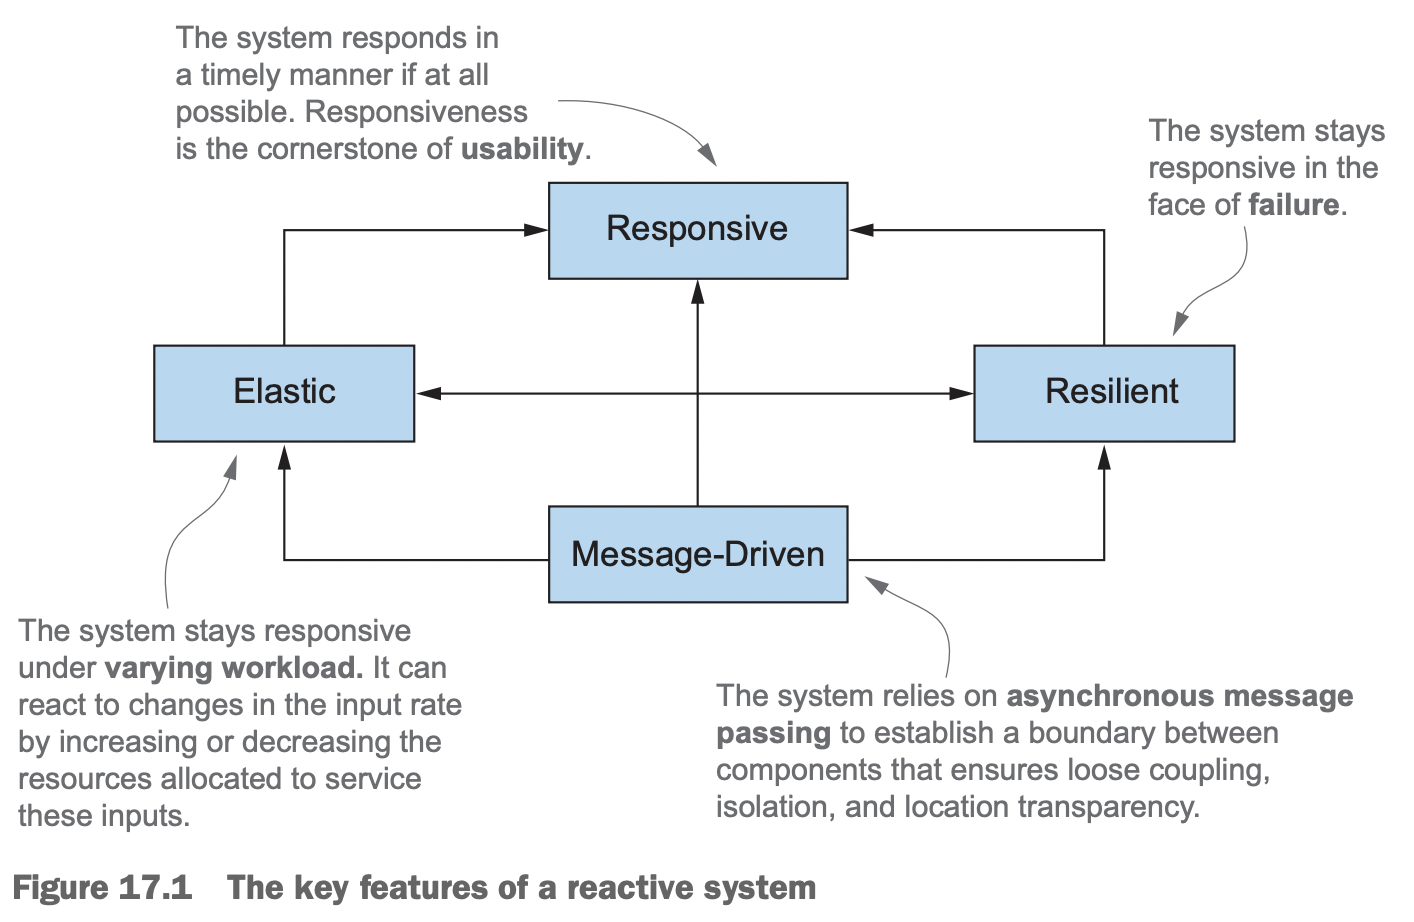 The system responds in
a timely manner if at all
possible. Responsiveness
is the cornerstone of usability.
The system stays
responsive in the
face of failure.
Responsive
Elastic
Resilient
Message-Driven
The system stays responsive
under varying workload. It can
react to changes in the input rate
by increasing or decreasing the
resources allocated to service
these inputs.
The system relies on asynchronous message
passing to establish a boundary between
components that ensures loose coupling,
isolation, and location transparency.
Figure 17.1 The key features of a reactive system